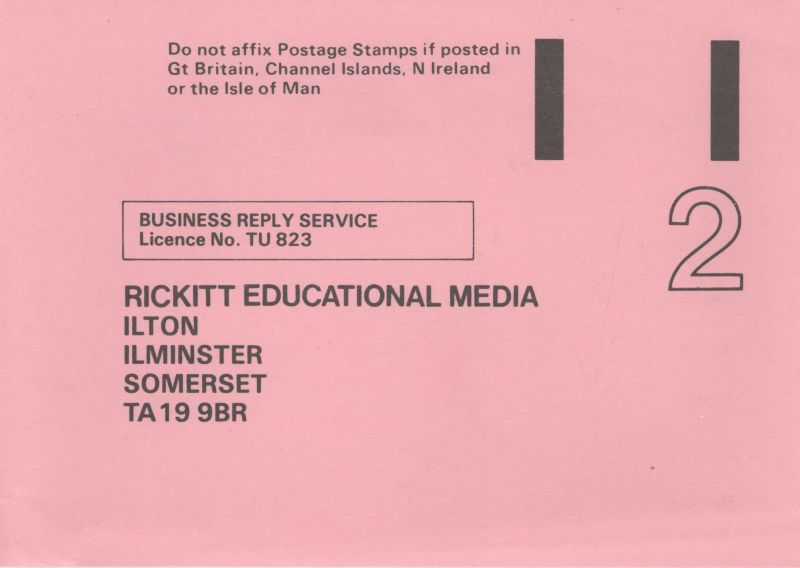 Do not affix Postage Stamps if posted in
Gt Britain, Channel Islands, N Ireland
or the Isle of Man
2
BUSINESS REPLY SERVICE
Licence No. TU 823
RICKITT EDUCATIONAL MEDIA
ILTON
ILMINSTER
SOMERSET
TA19 9BR